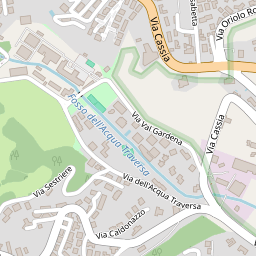 Via Cassia
sabetta
Via Oriolo Ro
Fosso dell'Acqua Traversa
Via Val Gardena
Via Cassia
Via Sestriere
Via dell'Acqua Traversa
Via Caldonazzo